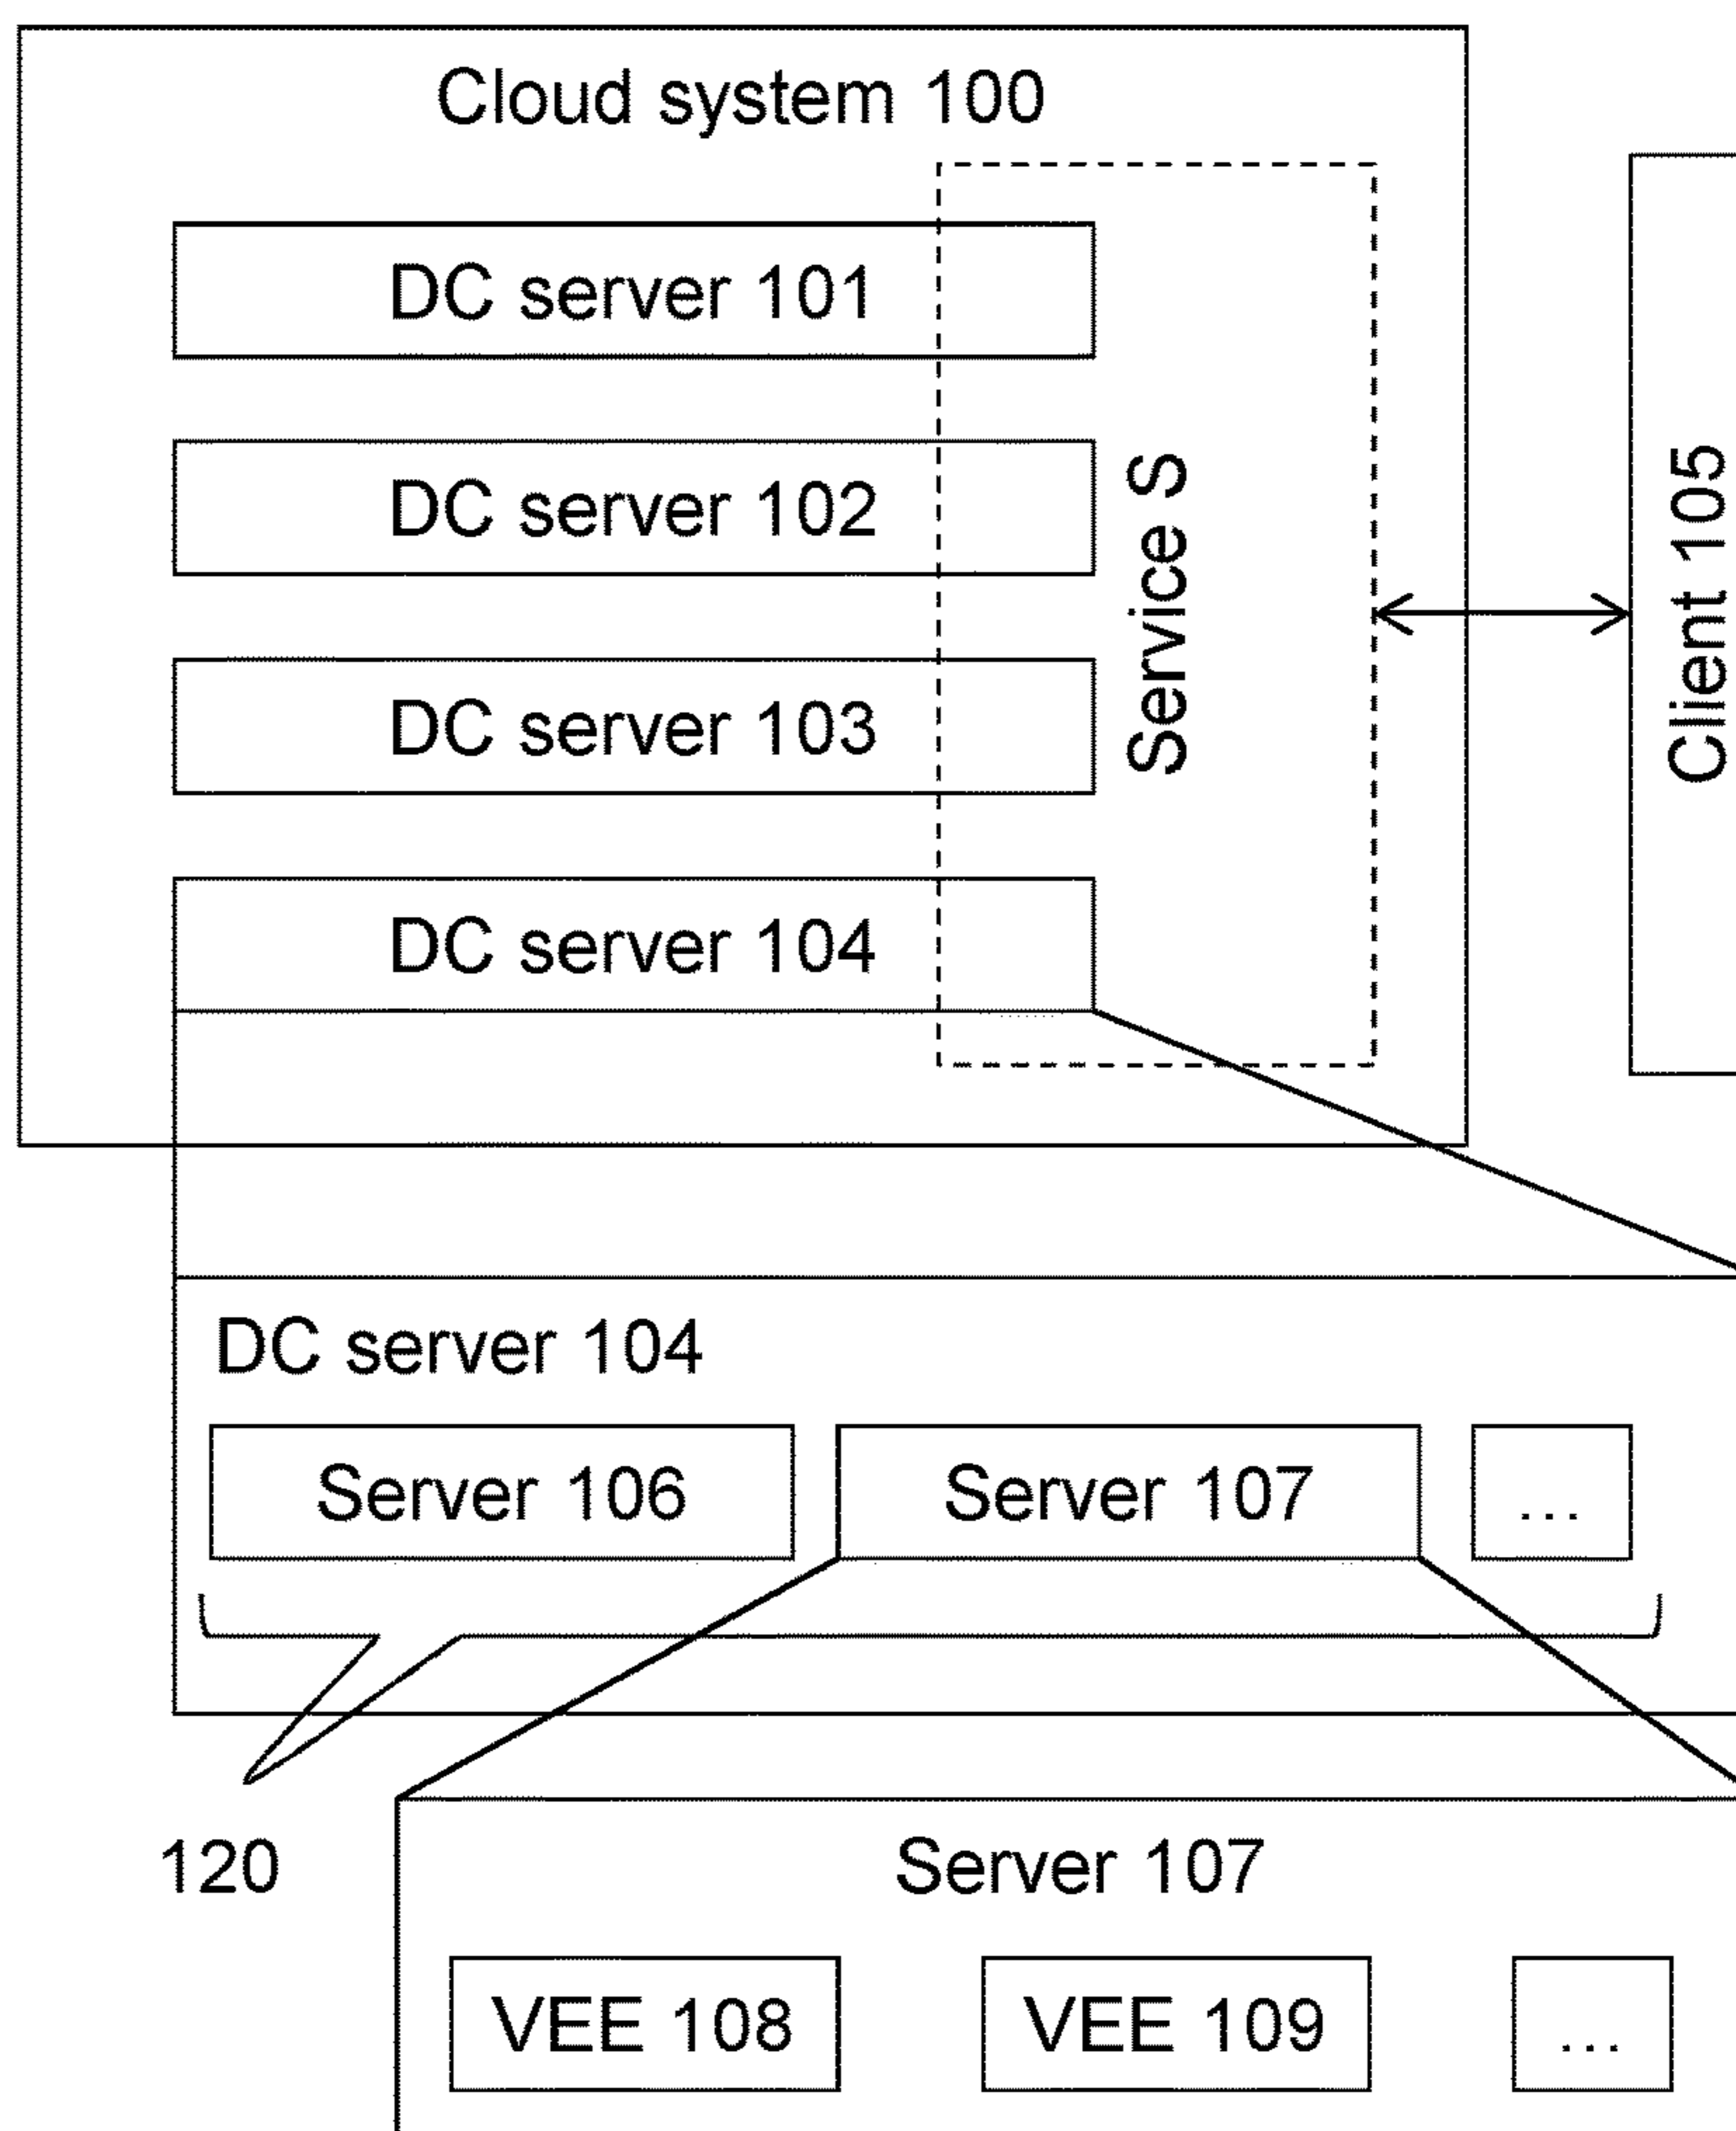 Cloud system 100
DC server 101
DC server 102
DC server 103
DC server 104
Service S
Client 105
DC server 104
Server 106
Server 107
...
120
Server 107
VEE 108
VEE 109
...